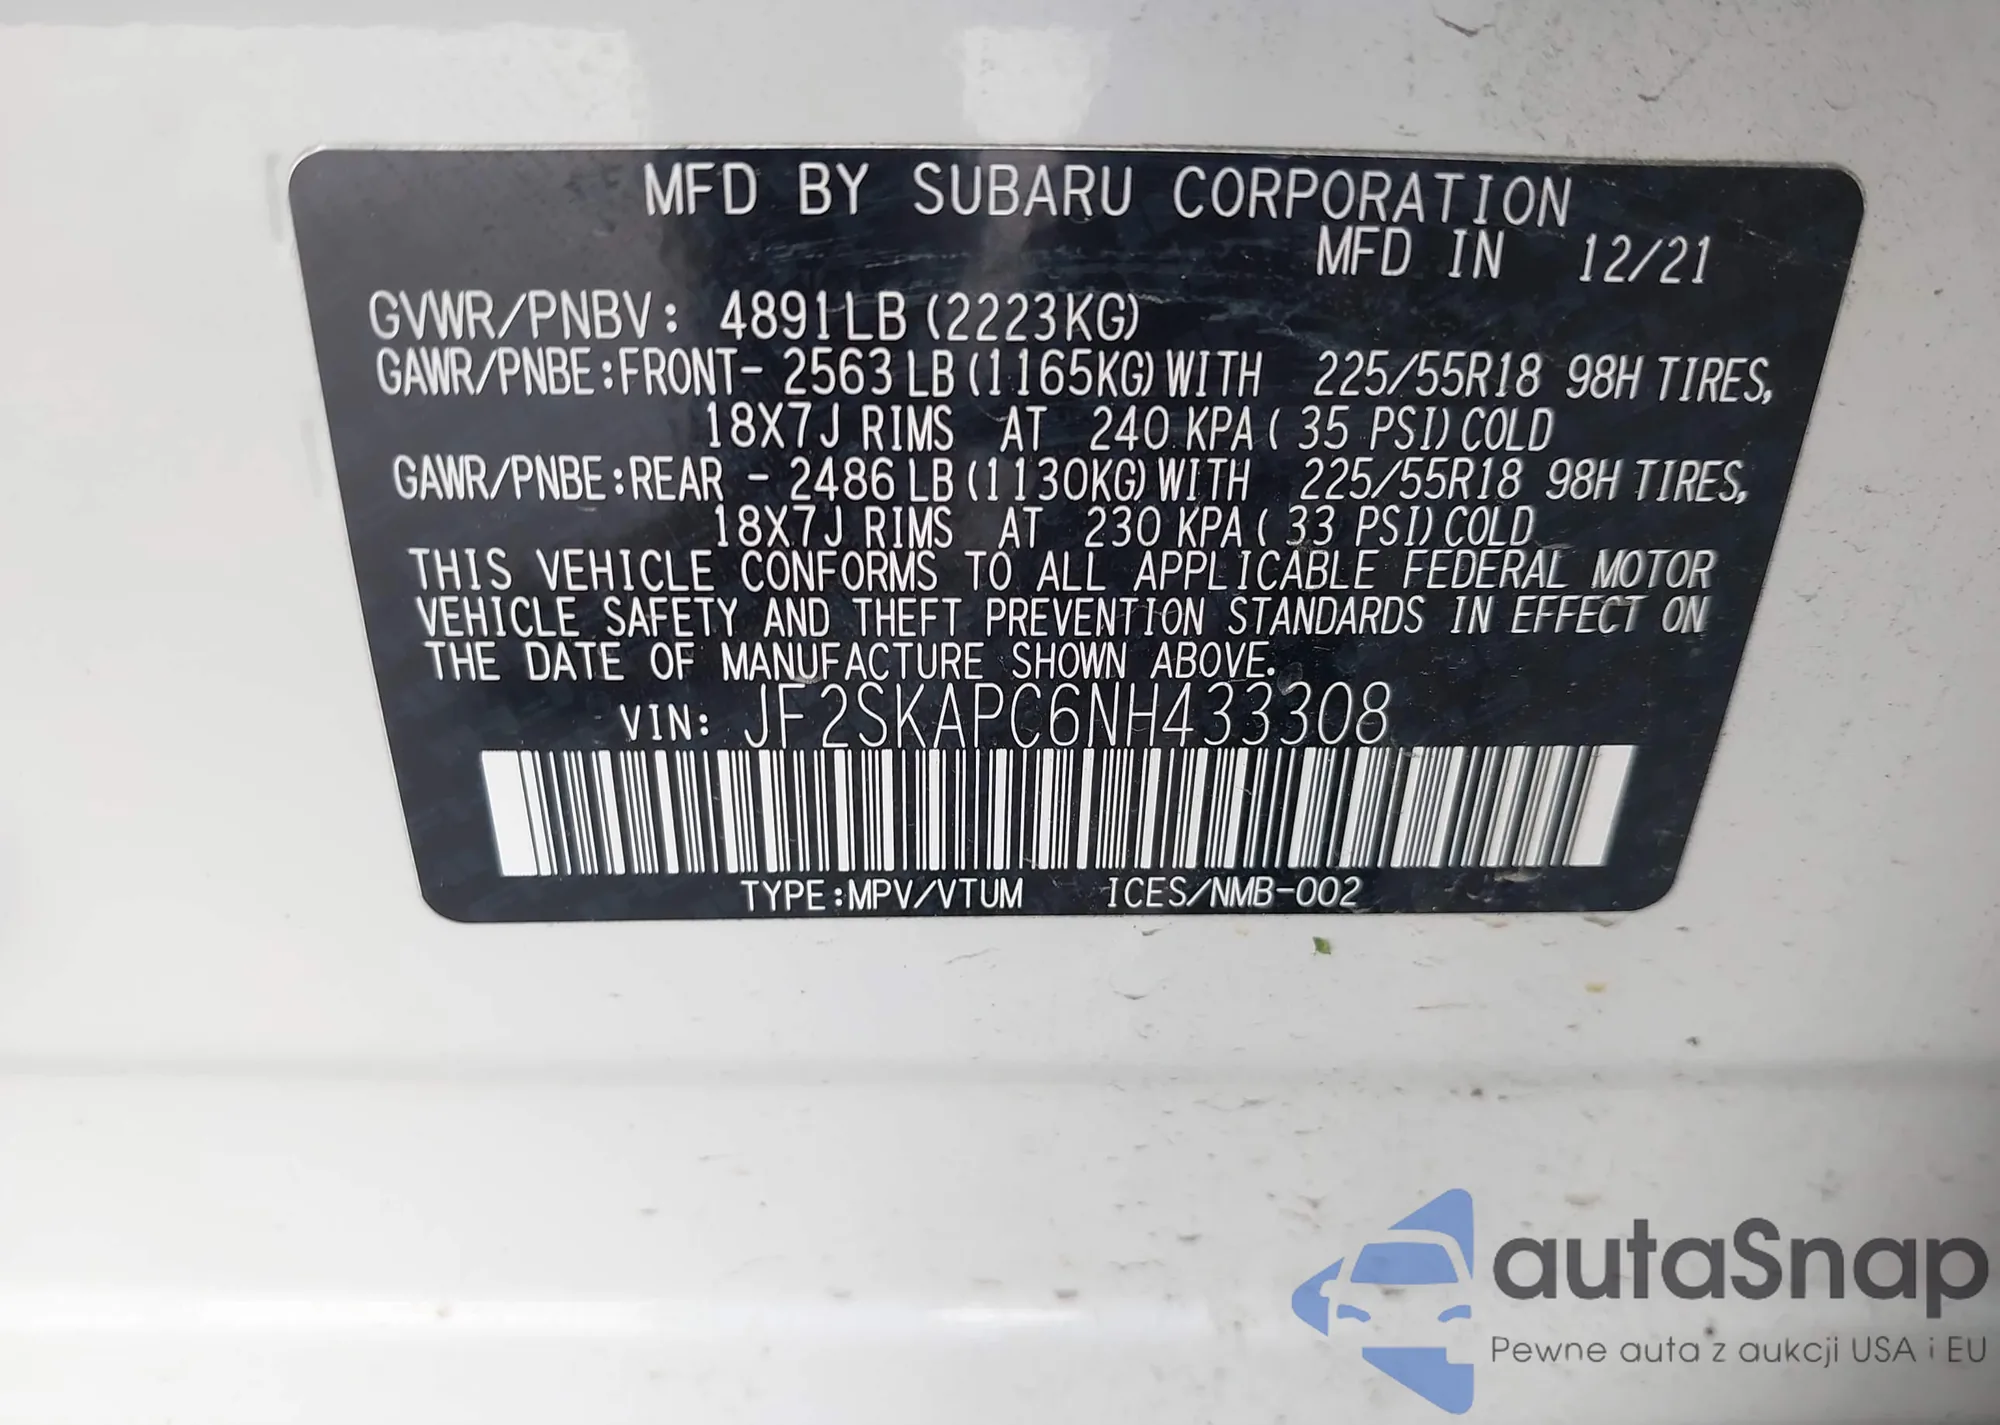 MFD BY SUBARU CORPORATION
MFD IN 12/21
GVWR/PNBV: 4891LB (2223KG)
GAWR/PNBE:FRONT- 2563 LB (1165KG) WITH 225/55R18 98H TIRES,
18X7J RIMS AT 240 KPA ( 35 PSI) COLD
GAWR/PNBE:REAR - 2486 LB (1130KG) WITH 225/55R18 98H TIRES,
18X7J RIMS AT 230 KPA ( 33 PSI) COLD
THIS VEHICLE CONFORMS TO ALL APPLICABLE FEDERAL MOTOR
VEHICLE SAFETY AND THEFT PREVENTION STANDARDS IN EFFECT ON
THE DATE OF MANUFACTURE SHOWN ABOVE.
VIN: JF2SKAPC6NH433308
TYPE:MPV/VTUM ICES/NMB-002
autaSnap
Pewne auta z aukcji USA i EU